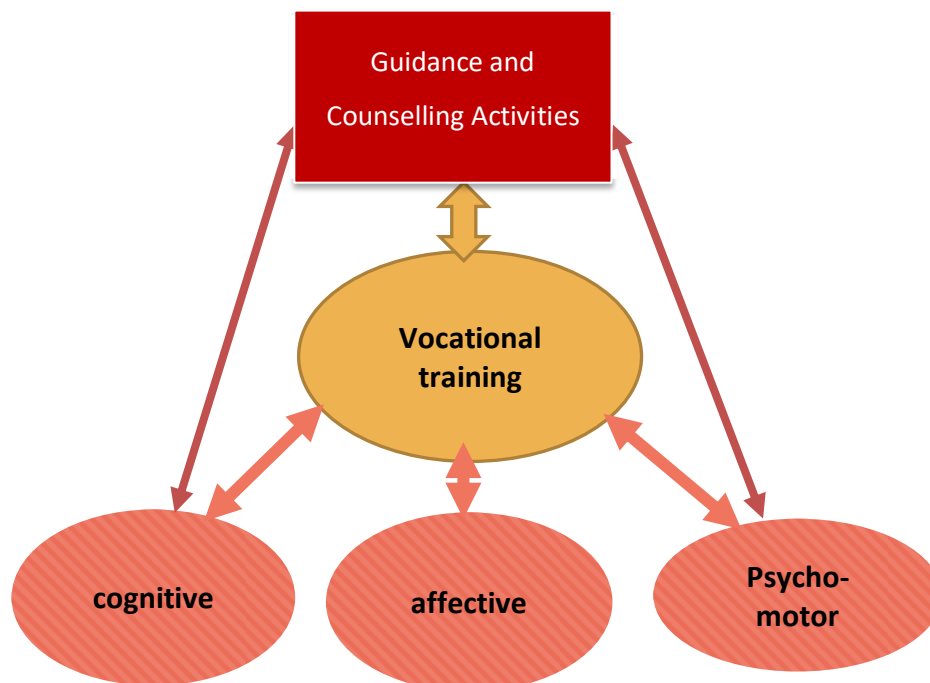 Guidance and
Counselling Activities
Vocational
training
cognitive
affective
Psycho-
motor